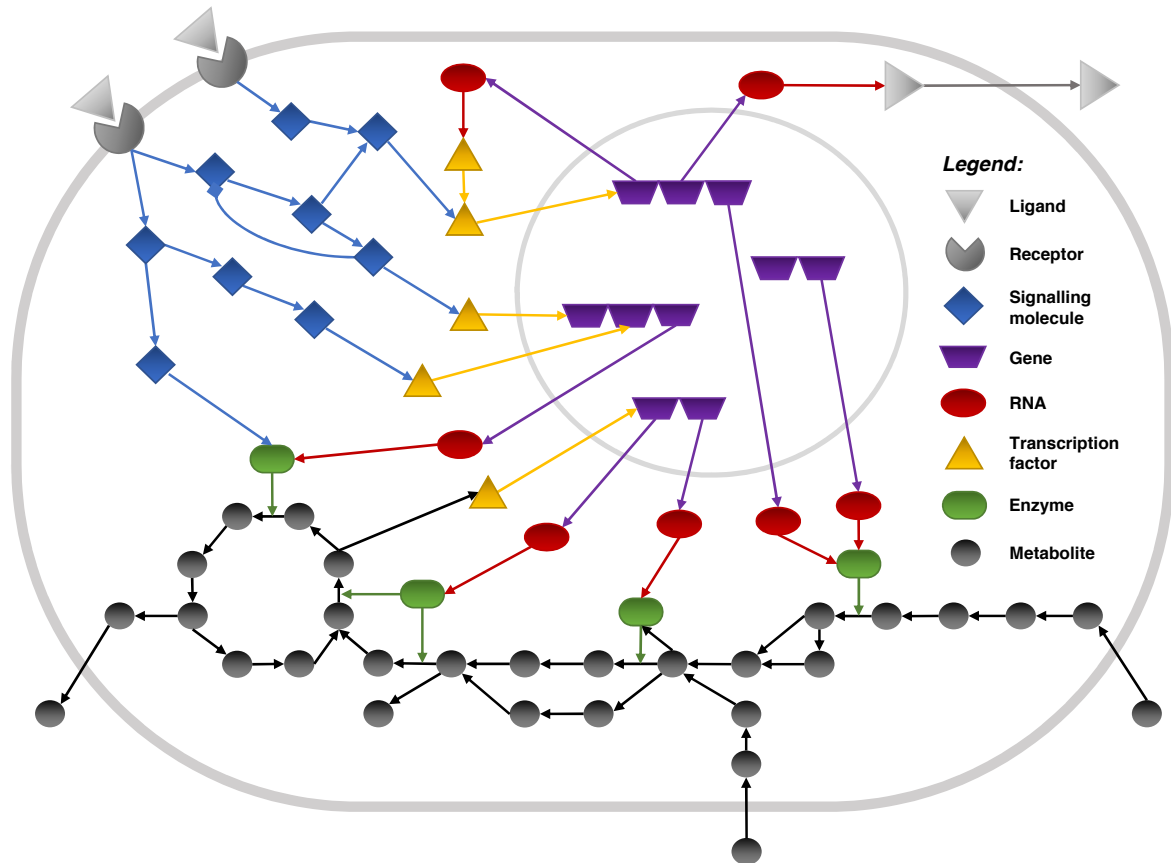 Legend:
Ligand
Receptor
Signalling
molecule
Gene
RNA
Transcription
factor
Enzyme
Metabolite